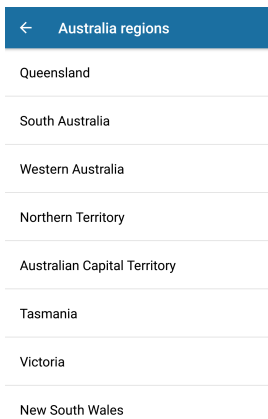 Australia regions
Queensland
South Australia
Western Australia
Northern Territory
Australian Capital Territory
Tasmania
Victoria
New South Wales